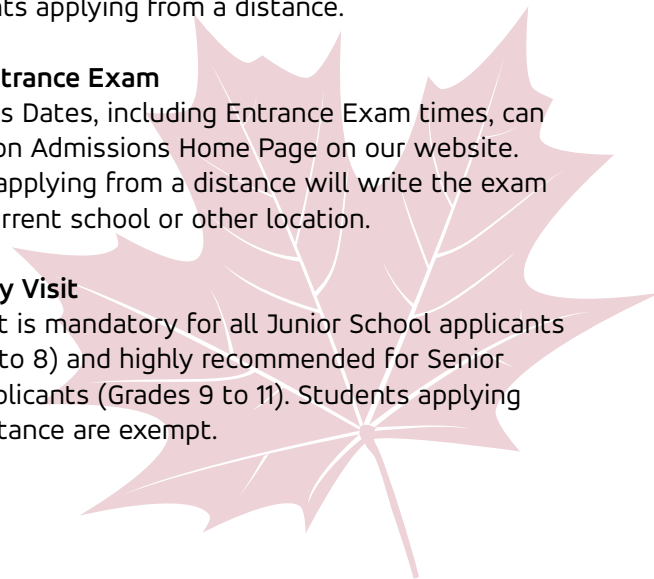 nts applying from a distance.
trance Exam
s Dates, including Entrance Exam times, can
on Admissions Home Page on our website.
applying from a distance will write the exam
rrent school or other location.
y Visit
t is mandatory for all Junior School applicants
to 8) and highly recommended for Senior
plicants (Grades 9 to 11). Students applying
tance are exempt.